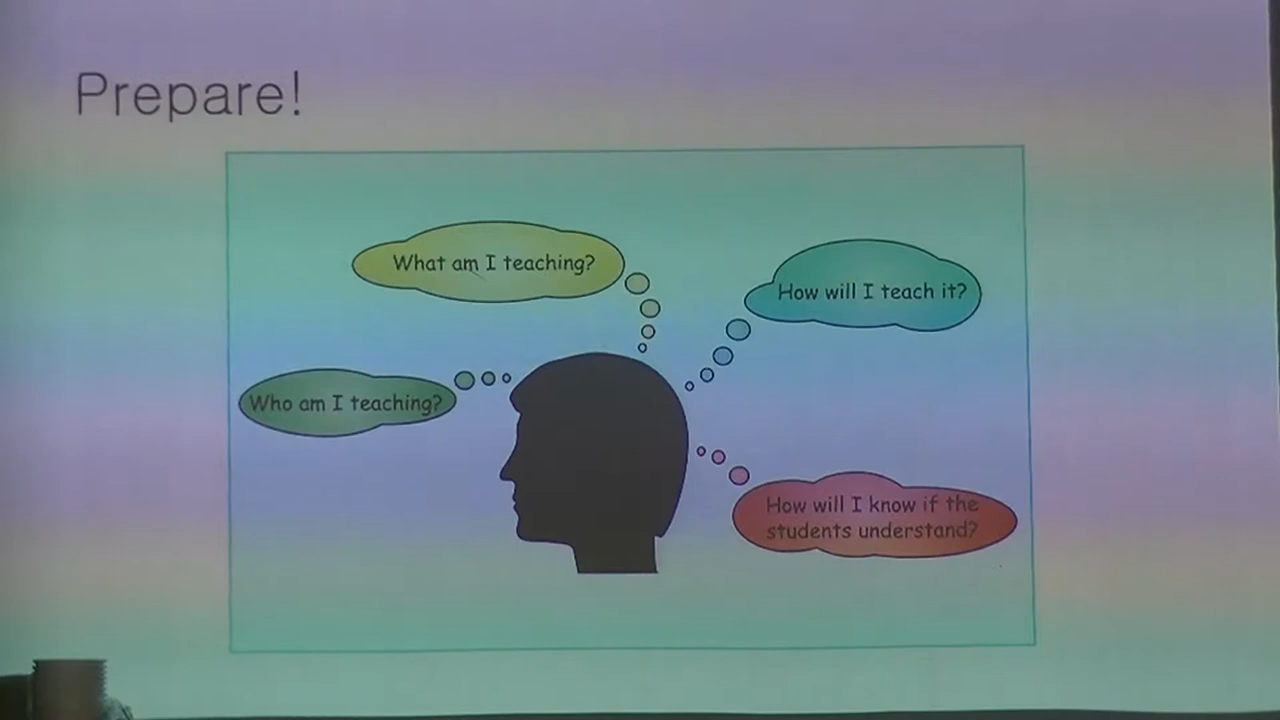 Prepare!
What am I teaching?
How will I teach it?
Who am I teaching?
How will I know if the
students understand?